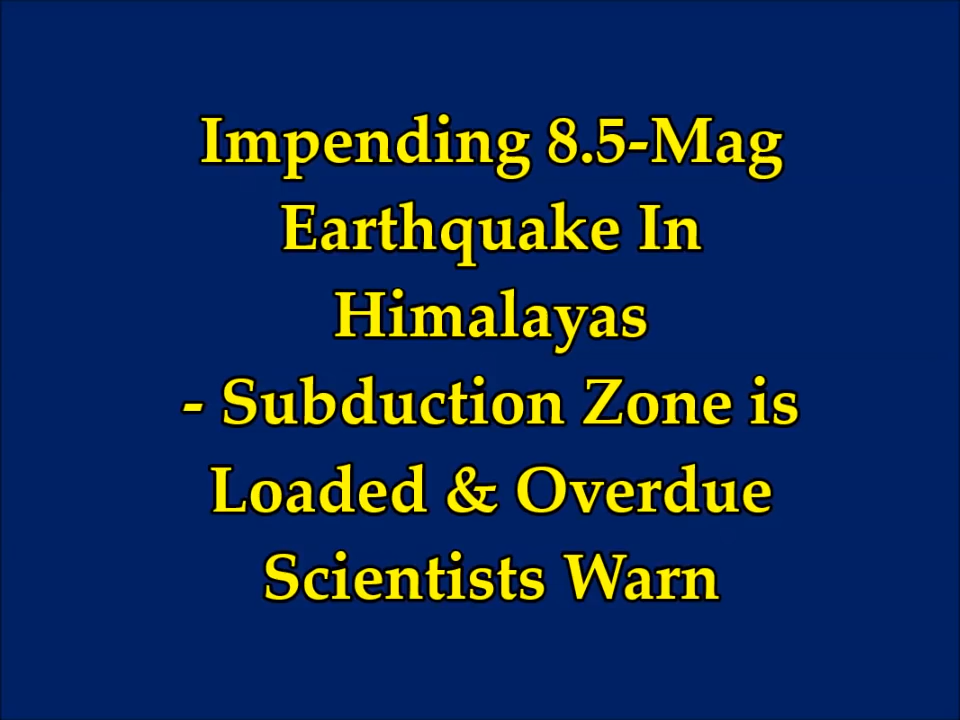 Impending 8.5-Mag
Earthquake In
Himalayas
- Subduction Zone is
Loaded & Overdue
Scientists Warn